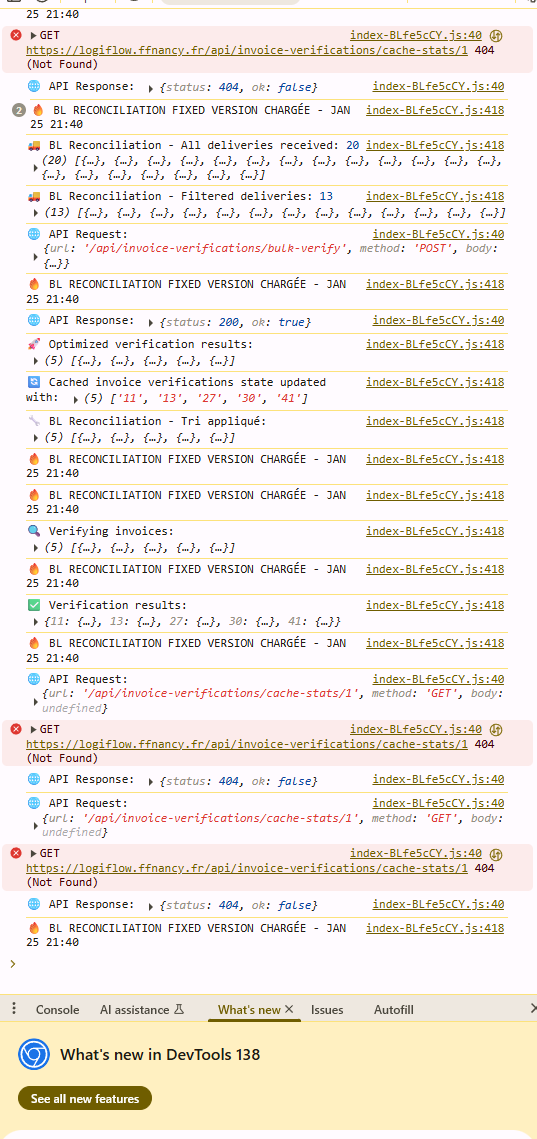 25 21:40
GET index-BLfe5cCY.js:40
https://logiflow.ffnancy.fr/api/invoice-verifications/cache-stats/1 404
(Not Found)
API Response: {status: 404, ok: false} index-BLfe5cCY.js:40
2 BL RECONCILIATION FIXED VERSION CHARGÉE - JAN index-BLfe5cCY.js:418
25 21:40
BL Reconciliation - All deliveries received: 20 index-BLfe5cCY.js:418
(20) [{…}, {…}, {…}, {…}, {…}, {…}, {…}, {…}, {…}, {…}, {…}, {…}, {…},
{…}, {…}, {…}, {…}, {…}, {…}, {…}]
BL Reconciliation - Filtered deliveries: 13 index-BLfe5cCY.js:418
(13) [{…}, {…}, {…}, {…}, {…}, {…}, {…}, {…}, {…}, {…}, {…}, {…}, {…}]
API Request: index-BLfe5cCY.js:40
{url: '/api/invoice-verifications/bulk-verify', method: 'POST', body:
{…}}
BL RECONCILIATION FIXED VERSION CHARGÉE - JAN index-BLfe5cCY.js:418
25 21:40
API Response: {status: 200, ok: true} index-BLfe5cCY.js:40
Optimized verification results: index-BLfe5cCY.js:418
(5) [{…}, {…}, {…}, {…}, {…}]
Cached invoice verifications state updated index-BLfe5cCY.js:418
with: (5) ['11', '13', '27', '30', '41']
BL Reconciliation - Tri appliqué: index-BLfe5cCY.js:418
(5) [{…}, {…}, {…}, {…}, {…}]
BL RECONCILIATION FIXED VERSION CHARGÉE - JAN index-BLfe5cCY.js:418
25 21:40
BL RECONCILIATION FIXED VERSION CHARGÉE - JAN index-BLfe5cCY.js:418
25 21:40
Verifying invoices: index-BLfe5cCY.js:418
(5) [{…}, {…}, {…}, {…}, {…}]
BL RECONCILIATION FIXED VERSION CHARGÉE - JAN index-BLfe5cCY.js:418
25 21:40
Verification results: index-BLfe5cCY.js:418
{11: {…}, 13: {…}, 27: {…}, 30: {…}, 41: {…}}
BL RECONCILIATION FIXED VERSION CHARGÉE - JAN index-BLfe5cCY.js:418
25 21:40
API Request: index-BLfe5cCY.js:40
{url: '/api/invoice-verifications/cache-stats/1', method: 'GET', body:
undefined}
GET index-BLfe5cCY.js:40
https://logiflow.ffnancy.fr/api/invoice-verifications/cache-stats/1 404
(Not Found)
API Response: {status: 404, ok: false} index-BLfe5cCY.js:40
API Request: index-BLfe5cCY.js:40
{url: '/api/invoice-verifications/cache-stats/1', method: 'GET', body:
undefined}
GET index-BLfe5cCY.js:40
https://logiflow.ffnancy.fr/api/invoice-verifications/cache-stats/1 404
(Not Found)
API Response: {status: 404, ok: false} index-BLfe5cCY.js:40
BL RECONCILIATION FIXED VERSION CHARGÉE - JAN index-BLfe5cCY.js:418
25 21:40
Console AI assistance What's new Issues Autofill
What's new in DevTools 138
See all new features